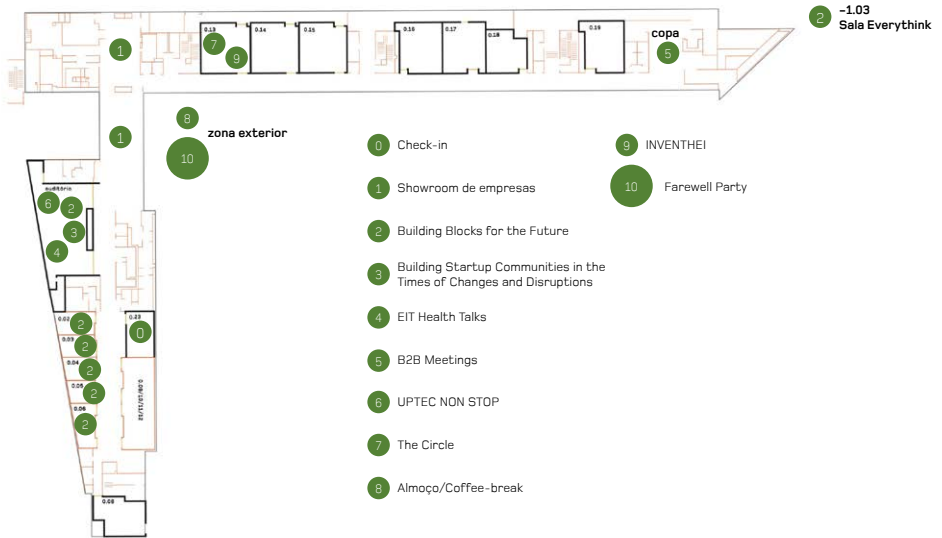 2
-1.03
Sala Everythink
0.13
0.14
0.15
0.16
0.17
0.18
0.19
copa
5
1
7
9
8
zona exterior
10
1
0 Check-in
9 INVENTHEI
1 Showroom de empresas
10 Farewell Party
2 Building Blocks for the Future
3 Building Startup Communities in the
Times of Changes and Disruptions
4 EIT Health Talks
5 B2B Meetings
6 UPTEC NON STOP
7 The Circle
8 Almoço/Coffee-break
auditório
6
2
3
4
0.02
2
0.03
2
0.04
2
0.05
2
0.06
2
0.23
0
0.09/10/11/12
0.08